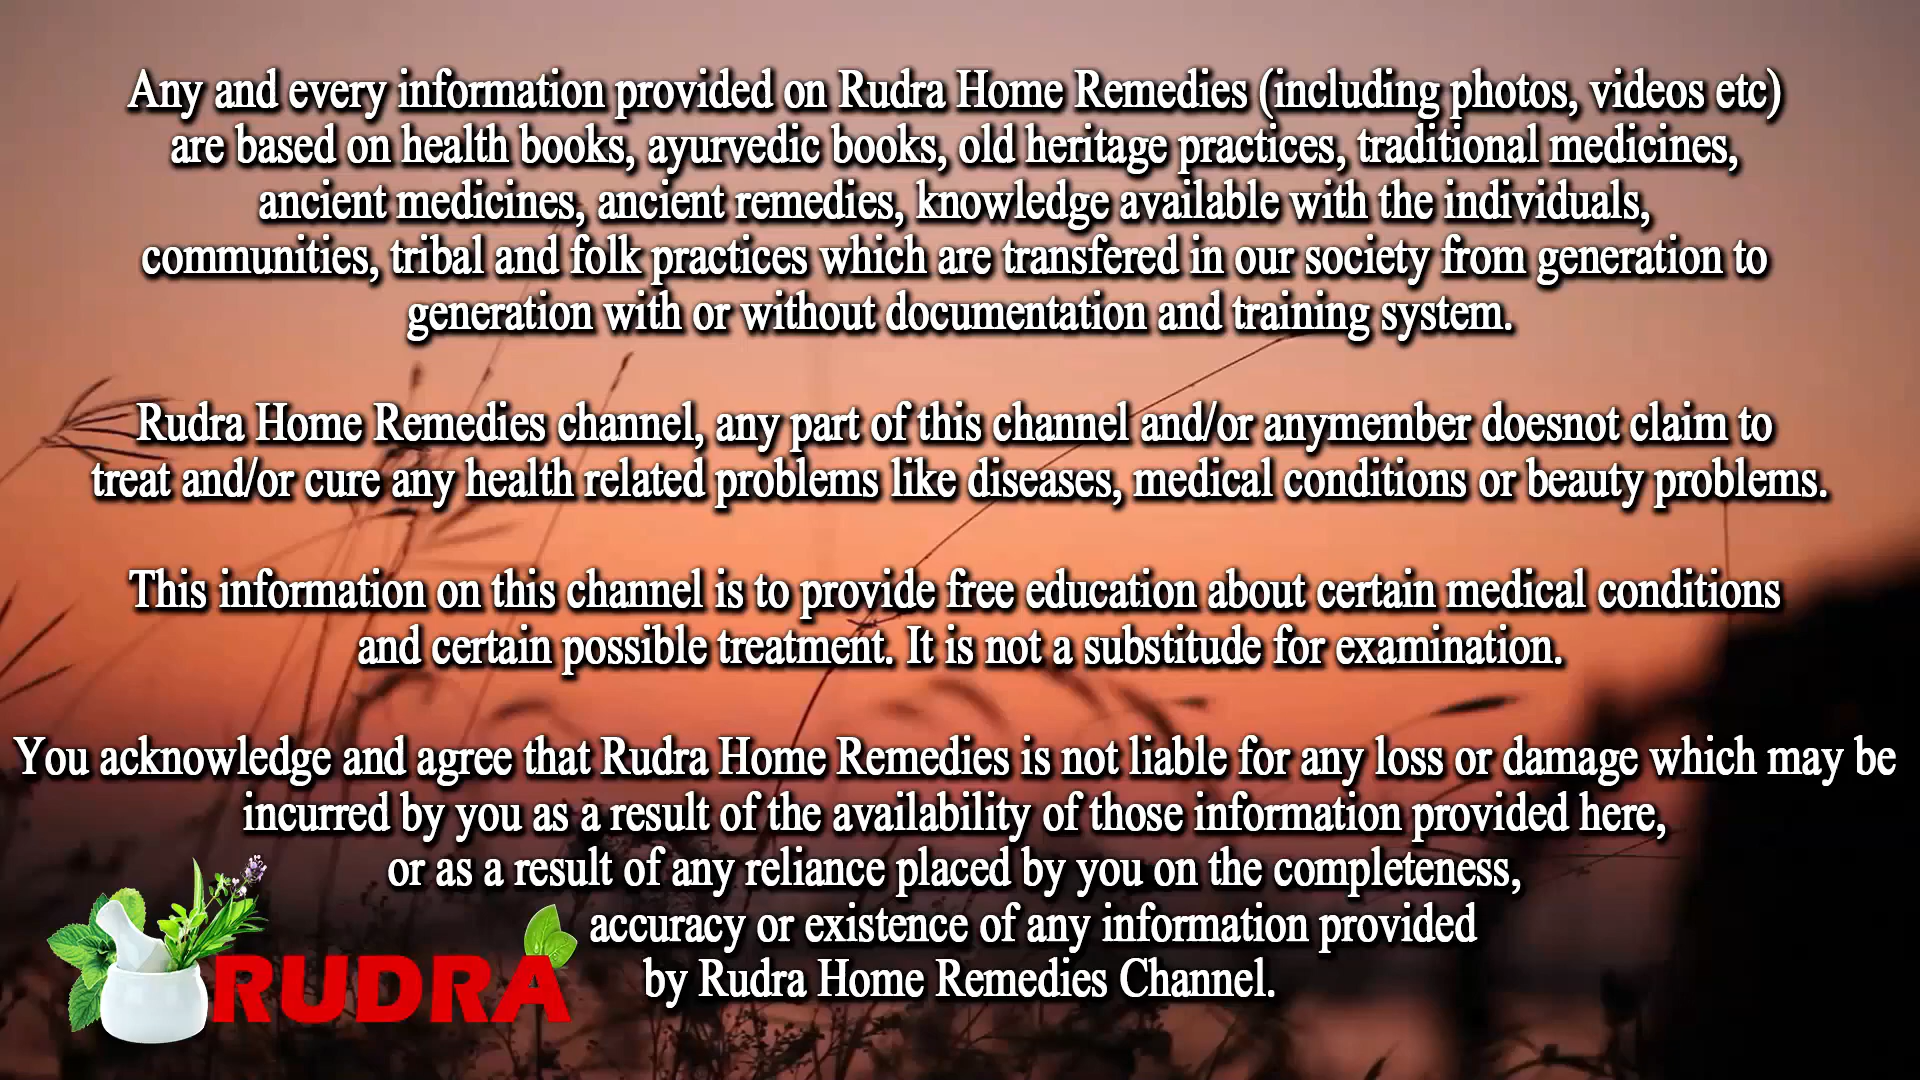 Any and every information provided on Rudra Home Remedies (including photos, videos etc)
are based on health books, ayurvedic books, old heritage practices, traditional medicines,
ancient medicines, ancient remedies, knowledge available with the individuals,
communities, tribal and folk practices which are transfered in our society from generation to
generation with or without documentation and training system.
Rudra Home Remedies channel, any part of this channel and/or anymember doesnot claim to
treat and/or cure any health related problems like diseases, medical conditions or beauty problems.
This information on this channel is to provide free education about certain medical conditions
and certain possible treatment. It is not a substitude for examination.
You acknowledge and agree that Rudra Home Remedies is not liable for any loss or damage which may be
incurred by you as a result of the availability of those information provided here,
or as a result of any reliance placed by you on the completeness,
accuracy or existence of any information provided
by Rudra Home Remedies Channel.
RUDRA